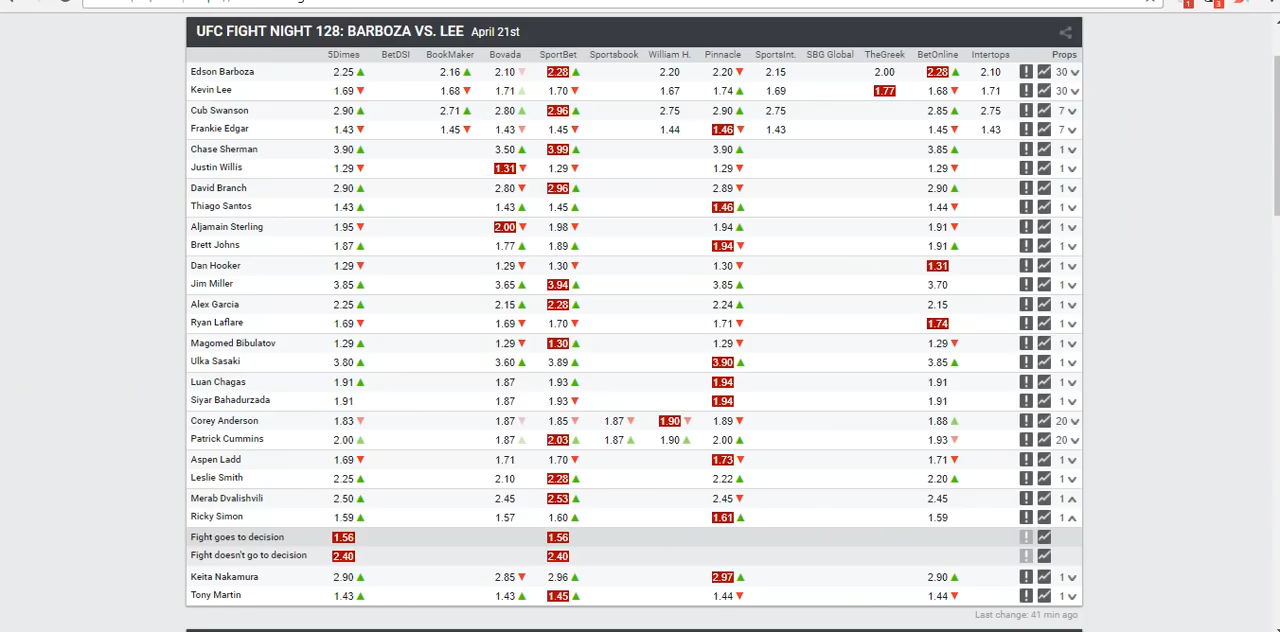 1 3
UFC FIGHT NIGHT 128: BARBOZA VS. LEE April 21st
5Dimes BetDSI BookMaker Bovada SportBet Sportsbook William H. Pinnacle SportsInt. SBG Global TheGreek BetOnline Intertops Props
Edson Barboza 2.25 ▲ 2.16 ▲ 2.10 ▼ 2.28 ▲ 2.20 2.20 ▼ 2.15 2.00 2.28 ▲ 2.10 30
Kevin Lee 1.69 ▼ 1.68 ▼ 1.71 ▲ 1.70 ▼ 1.67 1.74 ▲ 1.69 1.77 1.68 ▼ 1.71 30
Cub Swanson 2.90 ▲ 2.71 ▲ 2.80 ▲ 2.96 ▲ 2.75 2.90 ▲ 2.75 2.85 ▲ 2.75 7
Frankie Edgar 1.43 ▼ 1.45 ▼ 1.43 ▼ 1.45 ▼ 1.44 1.46 ▼ 1.43 1.45 ▼ 1.43 7
Chase Sherman 3.90 ▲ 3.50 ▲ 3.99 ▲ 3.90 ▲ 3.85 ▲ 1
Justin Willis 1.29 ▼ 1.31 ▼ 1.29 ▼ 1.29 ▼ 1.29 ▼ 1
David Branch 2.90 ▲ 2.80 ▼ 2.96 ▲ 2.89 ▼ 2.90 ▲ 1
Thiago Santos 1.43 ▲ 1.43 ▲ 1.45 ▲ 1.46 ▲ 1.44 ▼ 1
Aljamain Sterling 1.95 ▼ 2.00 ▼ 1.98 ▼ 1.94 ▲ 1.91 ▼ 1
Brett Johns 1.87 ▲ 1.77 ▲ 1.89 ▲ 1.94 ▼ 1.91 ▲ 1
Dan Hooker 1.29 ▼ 1.29 ▼ 1.30 ▼ 1.30 ▼ 1.31 1
Jim Miller 3.85 ▲ 3.65 ▲ 3.94 ▲ 3.85 ▲ 3.70 1
Alex Garcia 2.25 ▲ 2.15 ▲ 2.28 ▲ 2.24 ▲ 2.15 1
Ryan Laflare 1.69 ▼ 1.69 ▼ 1.70 ▼ 1.71 ▼ 1.74 1
Magomed Bibulatov 1.29 ▲ 1.29 ▼ 1.30 ▲ 1.29 ▼ 1.29 ▼ 1
Ulka Sasaki 3.80 ▲ 3.60 ▲ 3.89 ▲ 3.90 ▲ 3.85 ▲ 1
Luan Chagas 1.91 ▲ 1.87 1.93 ▲ 1.94 1.91 1
Siyar Bahadurzada 1.91 1.87 1.93 ▼ 1.94 1.91 1
Corey Anderson 1.83 ▼ 1.87 ▼ 1.85 ▼ 1.87 ▼ 1.90 ▼ 1.89 ▼ 1.88 ▲ 20
Patrick Cummins 2.00 ▲ 1.87 ▲ 2.03 ▲ 1.87 ▲ 1.90 ▲ 2.00 ▲ 1.93 ▼ 20
Aspen Ladd 1.69 ▼ 1.71 1.70 ▼ 1.73 ▼ 1.71 ▼ 1
Leslie Smith 2.25 ▲ 2.10 2.28 ▲ 2.22 ▲ 2.20 ▲ 1
Merab Dvalishvili 2.50 ▲ 2.45 2.53 ▲ 2.45 ▼ 2.45 1
Ricky Simon 1.59 ▲ 1.57 1.60 ▲ 1.61 ▲ 1.59 1
Fight goes to decision 1.56 1.56
Fight doesn't go to decision 2.40 2.40
Keita Nakamura 2.90 ▲ 2.85 ▼ 2.96 ▲ 2.97 ▲ 2.90 ▲ 1
Tony Martin 1.43 ▲ 1.43 ▲ 1.45 ▲ 1.44 ▼ 1.44 ▼ 1
Last change: 41 min ago